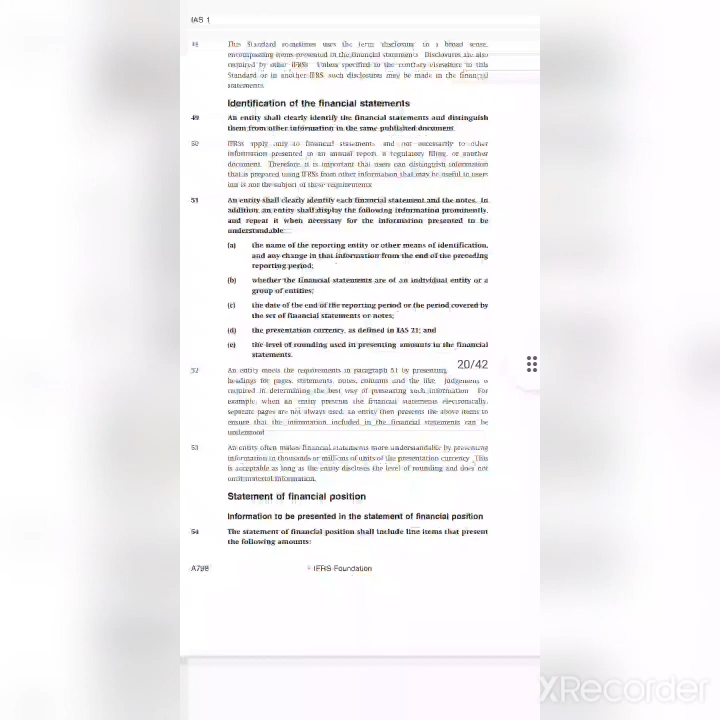 IAS 1
48 This Standard sometimes uses the term 'disclosure' in a broad sense,
encompassing items presented in the financial statements. Disclosures are also
required by other IFRSs. Unless specified to the contrary elsewhere in this
Standard or in another IFRS, such disclosures may be made in the financial
statements.
Identification of the financial statements
49 An entity shall clearly identify the financial statements and distinguish
them from other information in the same published document.
50 IFRSs apply only to financial statements, and not necessarily to other
information presented in an annual report, a regulatory filing, or another
document. Therefore, it is important that users can distinguish information
that is prepared using IFRSs from other information that may be useful to users
but is not the subject of those requirements.
51 An entity shall clearly identify each financial statement and the notes. In
addition, an entity shall display the following information prominently,
and repeat it when necessary for the information presented to be
understandable:
(a) the name of the reporting entity or other means of identification,
and any change in that information from the end of the preceding
reporting period;
(b) whether the financial statements are of an individual entity or a
group of entities;
(c) the date of the end of the reporting period or the period covered by
the set of financial statements or notes;
(d) the presentation currency, as defined in IAS 21; and
(e) the level of rounding used in presenting amounts in the financial
statements.
20/42
52 An entity meets the requirements in paragraph 51 by presenting
headings for pages, statements, notes, columns and the like. Judgement is
required in determining the best way of presenting such information. For
example, when an entity presents the financial statements electronically,
separate pages are not always used; an entity then presents the above items to
ensure that the information included in the financial statements can be
understood.
53 An entity often makes financial statements more understandable by presenting
information in thousands or millions of units of the presentation currency. This
is acceptable as long as the entity discloses the level of rounding and does not
omit material information.
Statement of financial position
Information to be presented in the statement of financial position
54 The statement of financial position shall include line items that present
the following amounts:
A798 © IFRS Foundation
XRecorder